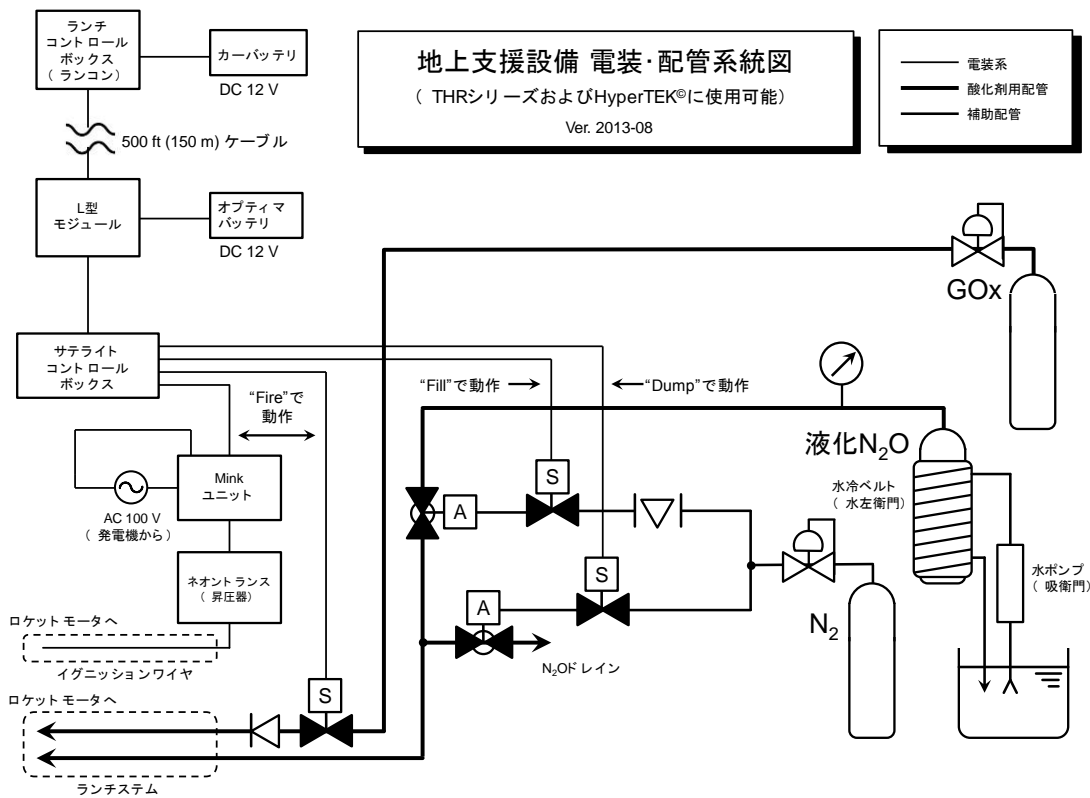 ランチ
コントロール
ボックス
（ ランコン）
カーバッテリ
DC 12 V
500 ft (150 m) ケーブル
L型
モジュール
オプティマ
バッテリ
DC 12 V
地上支援設備 電装･配管系統図
（ THRシリーズおよびHyperTEK©に使用可能）
Ver. 2013-08
電装系
酸化剤用配管
補助配管
GOx
サテライト
コントロール
ボックス
“Fire”で
動作
“Fill”で動作
“Dump”で動作
Mink
ユニット
AC 100 V
（ 発電機から）
ネオントランス
（ 昇圧器）
ロケットモータへ
イグニッションワイヤ
ロケットモータへ
ランチステム
S
S
A
S
A
N₂Oドレイン
液化N₂O
水冷ベルト
（ 水左衛門）
水ポンプ
（ 吸衛門）
N₂